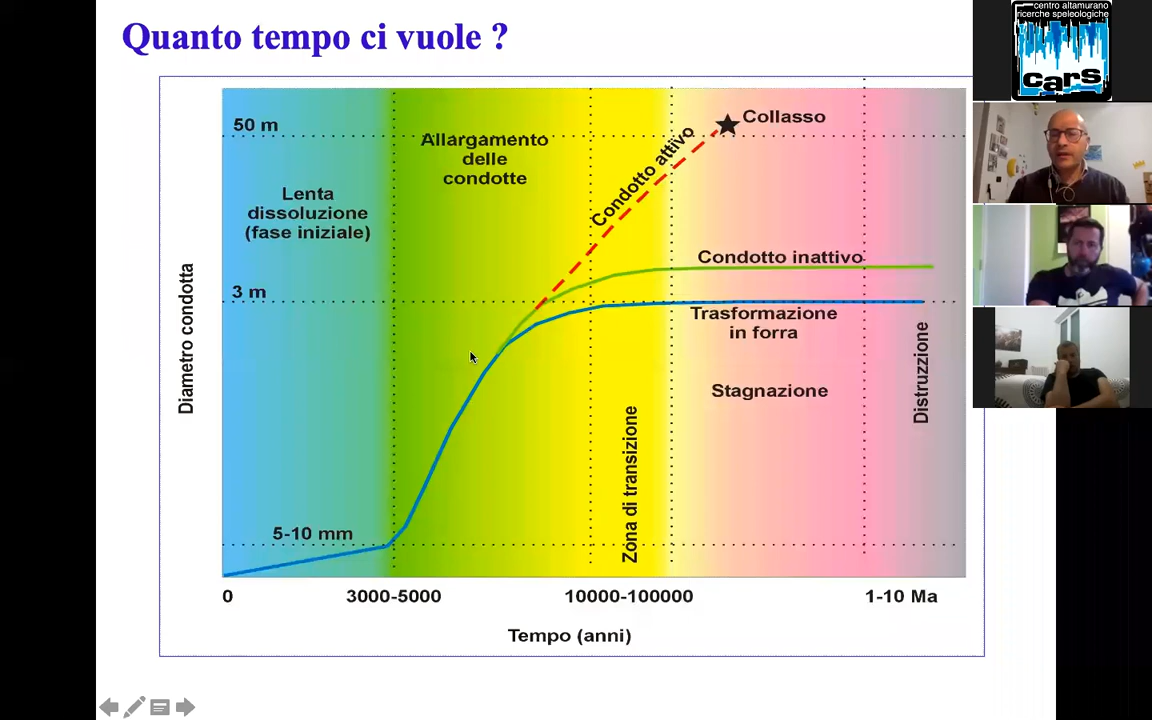 Quanto tempo ci vuole ?
centro altamurano
ricerche speleologiche
cars
50 m
Allargamento
delle
condotte
Collasso
Condotto attivo
Lenta
dissoluzione
(fase iniziale)
Condotto inattivo
3 m
Trasformazione
in forra
Stagnazione
Diametro condotta
Distruzzione
Zona di transizione
5-10 mm
0
3000-5000
10000-100000
1-10 Ma
Tempo (anni)